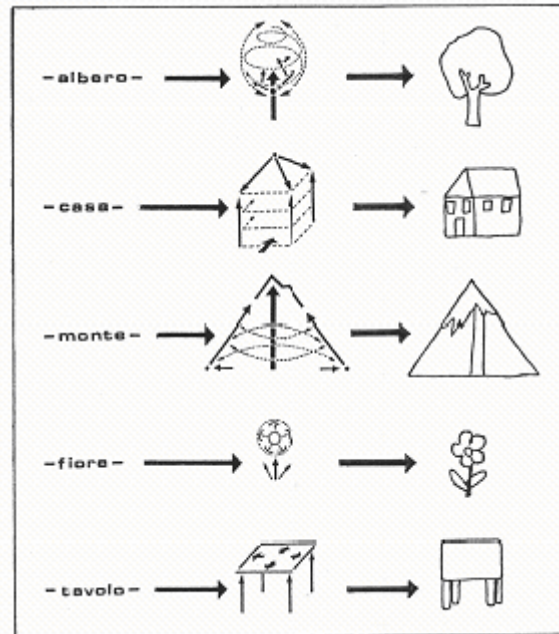 -albero-
-casa-
-monte-
-fiore-
-tavolo-